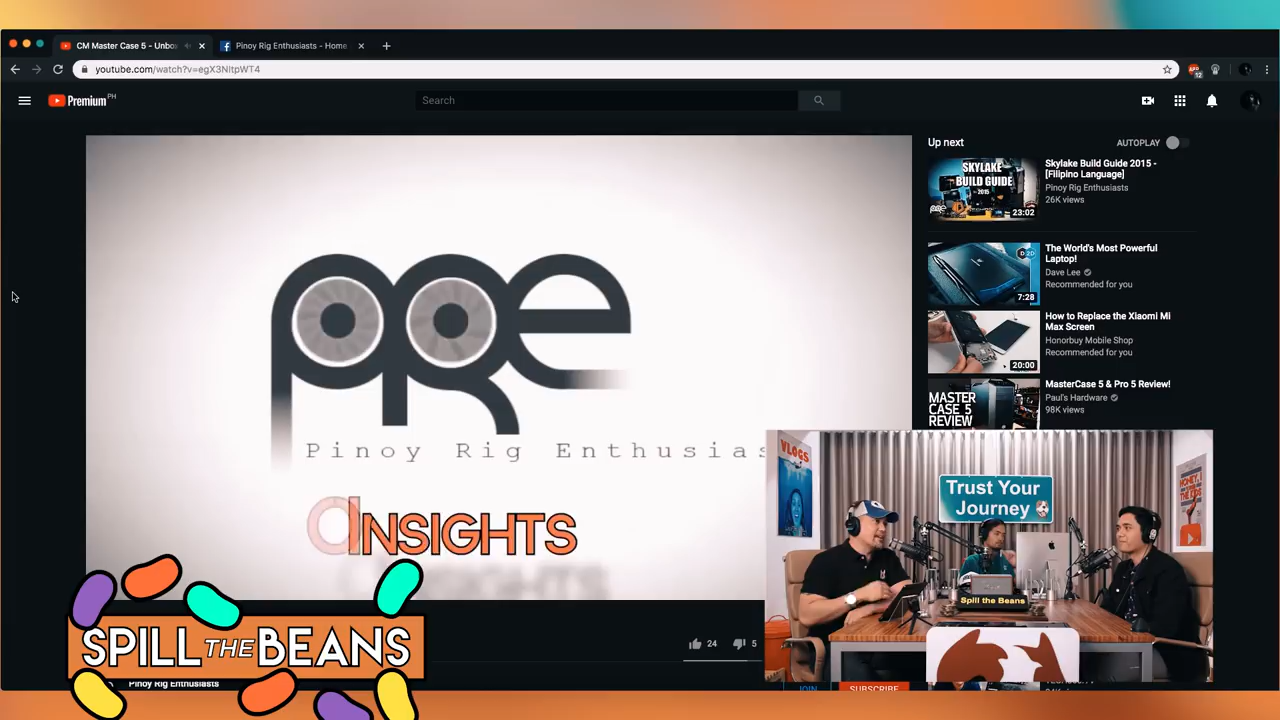 CM Master Case 5 - Unbo
Pinoy Rig Enthusiasts - Home
youtube.com/watch?v=egX3NltpWT4
12
Premium PH
Search
Up next
AUTOPLAY
SKYLAKE
BUILD GUIDE
2015
pre
23:02
Skylake Build Guide 2015 -
[Filipino Language]
Pinoy Rig Enthusiasts
26K views
7:28
The World's Most Powerful
Laptop!
Dave Lee
Recommended for you
20:00
How to Replace the Xiaomi Mi
Max Screen
Honorbuy Mobile Shop
Recommended for you
MASTER
CASE 5
REVIEW
MasterCase 5 & Pro 5 Review!
Paul's Hardware
98K views
pre
Pinoy Rig Enthusias
INSIGHTS
VLOGS
Trust Your
Journey
Spill the Beans
SPILL THE BEANS
24
5
Pinoy Rig Enthusiasts
JOIN
SUBSCRIBE